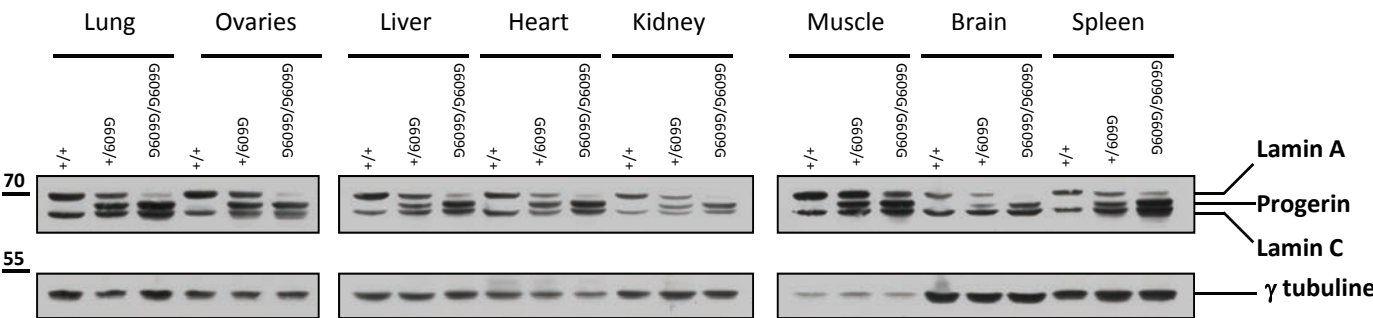 Lung Ovaries Liver Heart Kidney Muscle Brain Spleen
+/+ G609/+ G609G/G609G +/+ G609/+ G609G/G609G +/+ G609/+ G609G/G609G +/+ G609/+ G609G/G609G +/+ G609/+ G609G/G609G +/+ G609/+ G609G/G609G +/+ G609/+ G609G/G609G +/+ G609/+ G609G/G609G
Lamin A
70
Progerin
Lamin C
55
γ tubuline